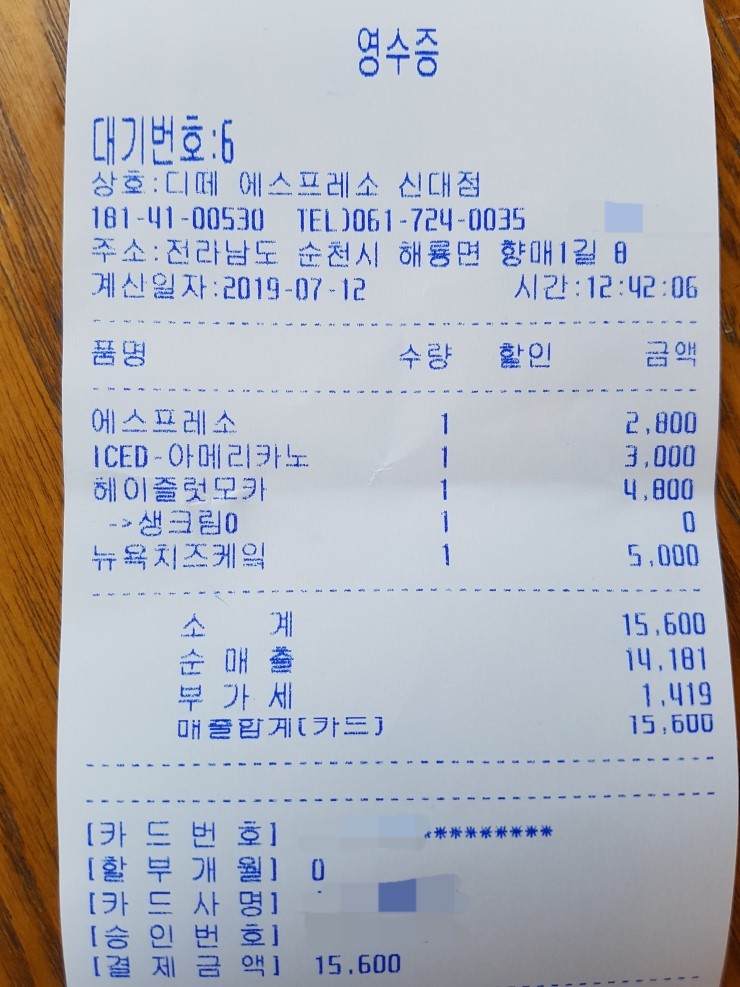 영수증
대기번호:6
상호:디떼 에스프레소 신대점
181-41-00530 TEL)061-724-0035
주소:전라남도 순천시 해룡면 향매1길 8
계산일자:2019-07-12 시간:12:42:06
품명 수량 할인 금액
에스프레소 1 2,800
ICED-아메리카노 1 3,000
헤이즐럿모카 1 4,800
->생크림O 1 0
뉴욕치즈케잌 1 5,000
소 계 15,600
순 매 출 14,181
부 가 세 1,419
매출합계(카드) 15,600
[카 드 번 호] ********
[할 부 개 월] 0
[카 드 사 명]
[승 인 번 호]
[결 제 금 액] 15,600